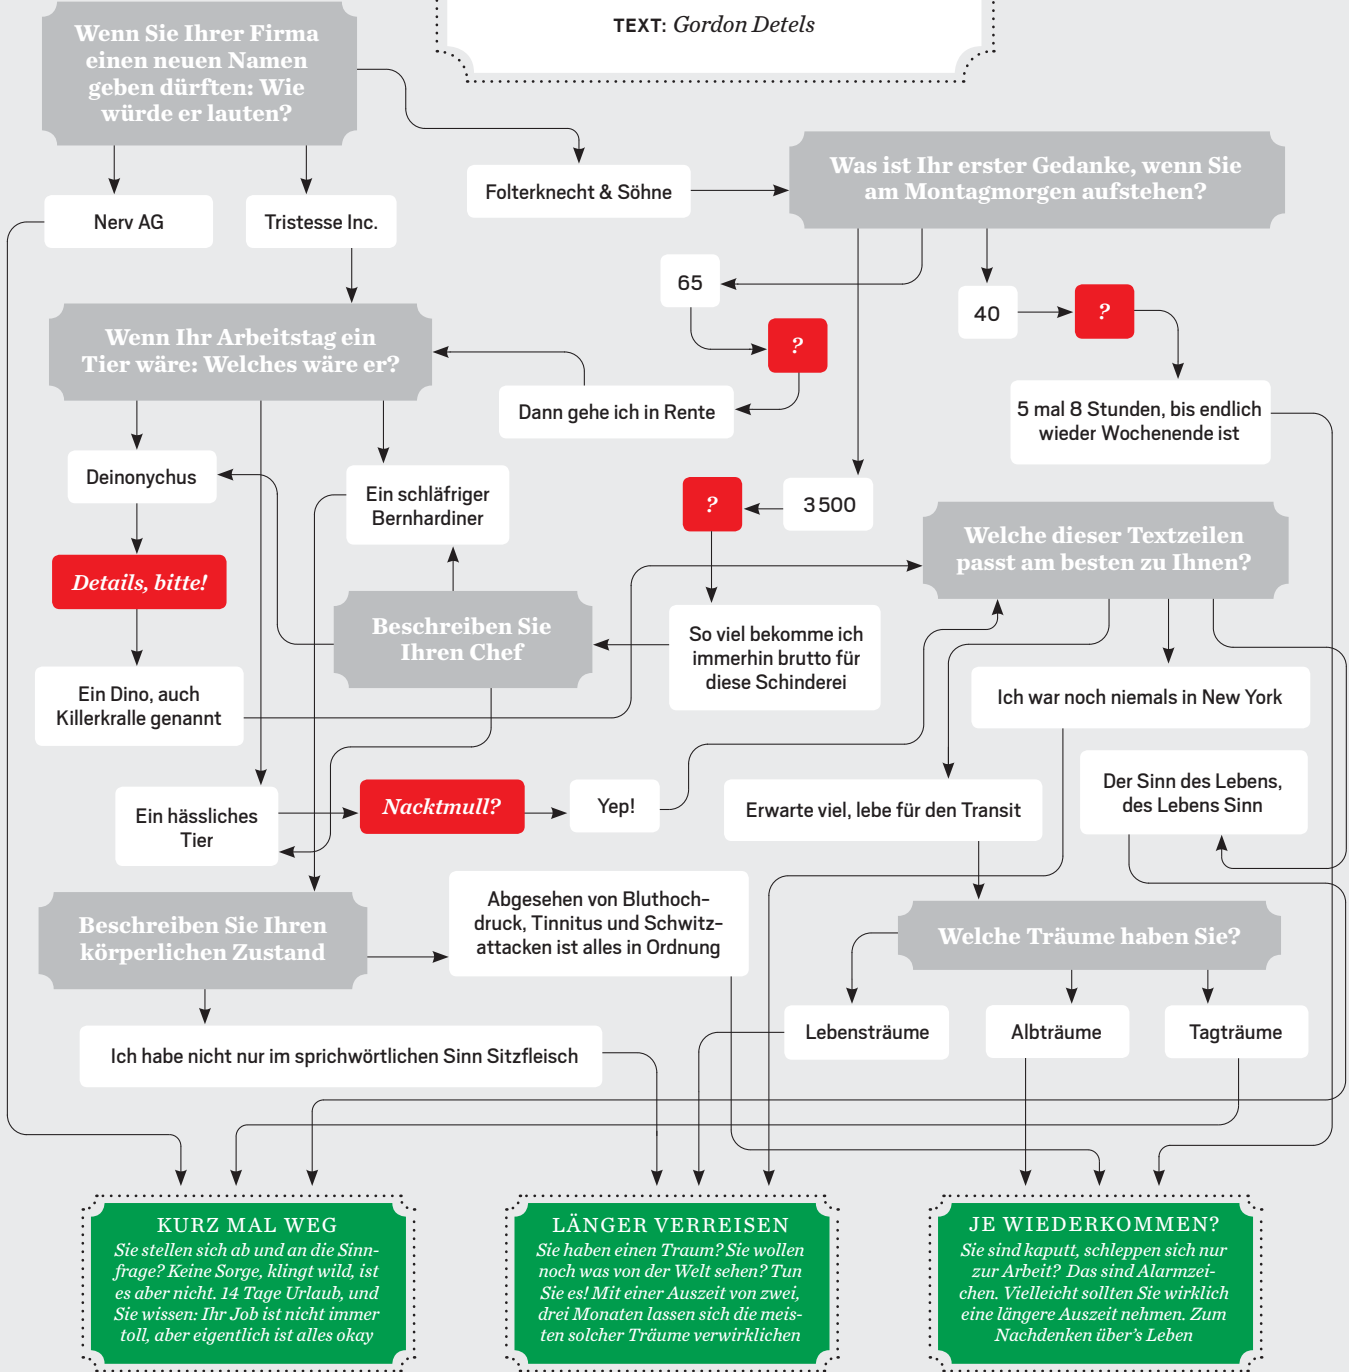 TEXT: Gordon Detels
Wenn Sie Ihrer Firma
einen neuen Namen
geben dürften: Wie
würde er lauten?
Folterknecht & Söhne
Was ist Ihr erster Gedanke, wenn Sie
am Montagmorgen aufstehen?
Nerv AG
Tristesse Inc.
65
40
?
?
Wenn Ihr Arbeitstag ein
Tier wäre: Welches wäre er?
Dann gehe ich in Rente
5 mal 8 Stunden, bis endlich
wieder Wochenende ist
Deinonychus
Ein schläfriger
Bernhardiner
?
3 500
Details, bitte!
Welche dieser Textzeilen
passt am besten zu Ihnen?
Beschreiben Sie
Ihren Chef
So viel bekomme ich
immerhin brutto für
diese Schinderei
Ein Dino, auch
Killerkralle genannt
Ich war noch niemals in New York
Ein hässliches
Tier
Nacktmull?
Yep!
Erwarte viel, lebe für den Transit
Der Sinn des Lebens,
des Lebens Sinn
Beschreiben Sie Ihren
körperlichen Zustand
Abgesehen von Bluthoch-
druck, Tinnitus und Schwitz-
attacken ist alles in Ordnung
Welche Träume haben Sie?
Ich habe nicht nur im sprichwörtlichen Sinn Sitzfleisch
Lebensträume
Albträume
Tagträume
KURZ MAL WEG
Sie stellen sich ab und an die Sinn-
frage? Keine Sorge, klingt wild, ist
es aber nicht. 14 Tage Urlaub, und
Sie wissen: Ihr Job ist nicht immer
toll, aber eigentlich ist alles okay
LÄNGER VERREISEN
Sie haben einen Traum? Sie wollen
noch was von der Welt sehen? Tun
Sie es! Mit einer Auszeit von zwei,
drei Monaten lassen sich die meis-
ten solcher Träume verwirklichen
JE WIEDERKOMMEN?
Sie sind kaputt, schleppen sich nur
zur Arbeit? Das sind Alarmzei-
chen. Vielleicht sollten Sie wirklich
eine längere Auszeit nehmen. Zum
Nachdenken über's Leben